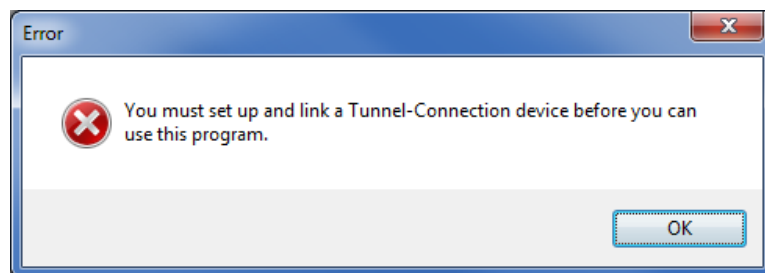 Error
You must set up and link a Tunnel-Connection device before you can
use this program.
OK